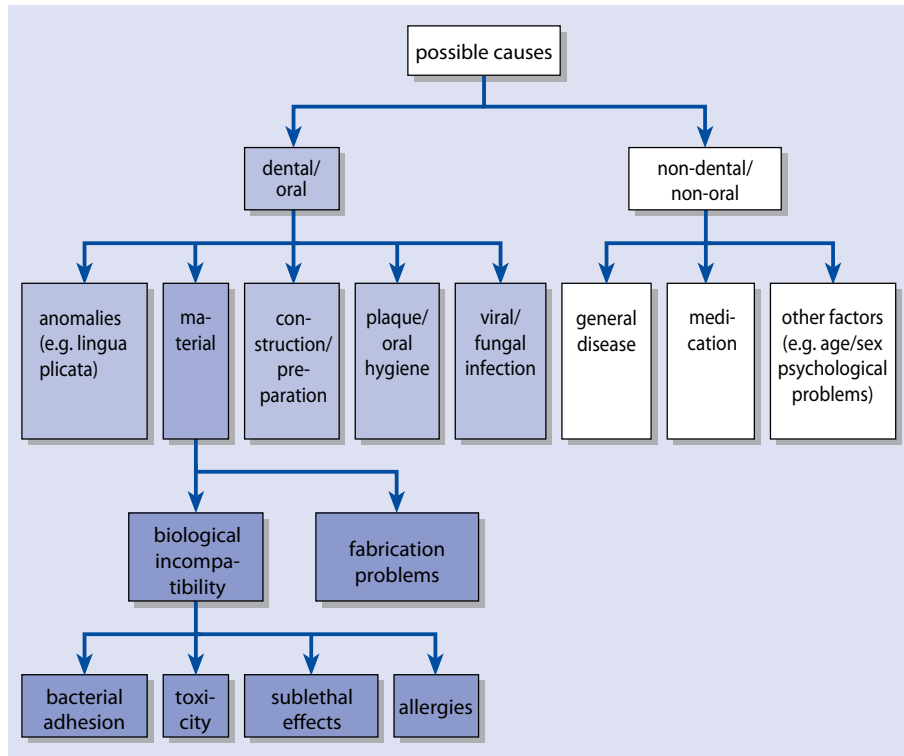 possible causes
dental/
oral
non-dental/
non-oral
anomalies
(e.g. lingua
plicata)
ma-
terial
con-
struction/
pre-
paration
plaque/
oral
hygiene
viral/
fungal
infection
general
disease
medi-
cation
other factors
(e.g. age/sex
psychological
problems)
biological
incompa-
tibility
fabrication
problems
bacterial
adhesion
toxi-
city
sublethal
effects
allergies